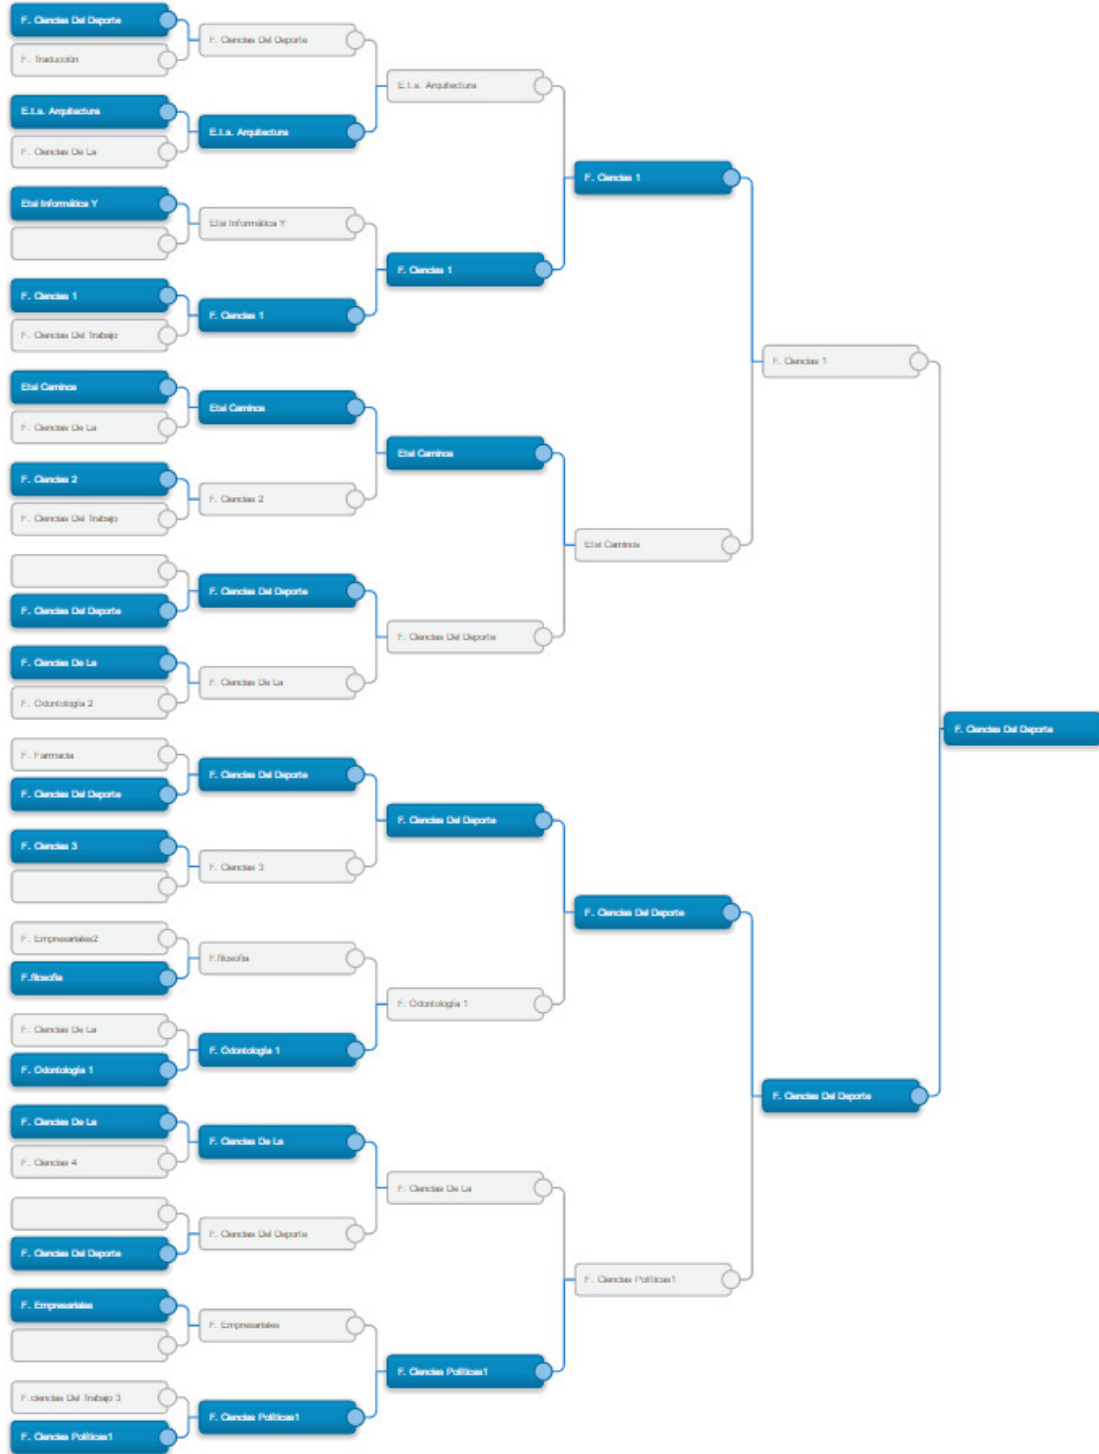 F. Ciencias Del Deporte
F. Ciencias Del Deporte
F. Traducción
E.t.s. Arquitectura
E.t.s. Arquitectura
E.t.s. Arquitectura
F. Ciencias De La
F. Ciencias 1
Etsi Informática Y
Etsi Informática Y
F. Ciencias 1
F. Ciencias 1
F. Ciencias 1
F. Ciencias Del Trabajo
F. Ciencias 1
Etsi Caminos
Etsi Caminos
F. Ciencias De La
Etsi Caminos
F. Ciencias 2
F. Ciencias 2
F. Ciencias Del Trabajo
Etsi Caminos
F. Ciencias Del Deporte
F. Ciencias Del Deporte
F. Ciencias Del Deporte
F. Ciencias De La
F. Ciencias De La
F. Odontología 2
F. Ciencias Del Deporte
F. Farmacia
F. Ciencias Del Deporte
F. Ciencias Del Deporte
F. Ciencias Del Deporte
F. Ciencias 3
F. Ciencias 3
F. Ciencias Del Deporte
F. Empresariales2
F.filosofía
F.filosofía
F. Odontología 1
F. Ciencias De La
F. Odontología 1
F. Odontología 1
F. Ciencias Del Deporte
F. Ciencias De La
F. Ciencias De La
F. Ciencias 4
F. Ciencias De La
F. Ciencias Del Deporte
F. Ciencias Del Deporte
F. Ciencias Políticas1
F. Empresariales
F. Empresariales
F. Ciencias Políticas1
F.ciencias Del Trabajo 3
F. Ciencias Políticas1
F. Ciencias Políticas1